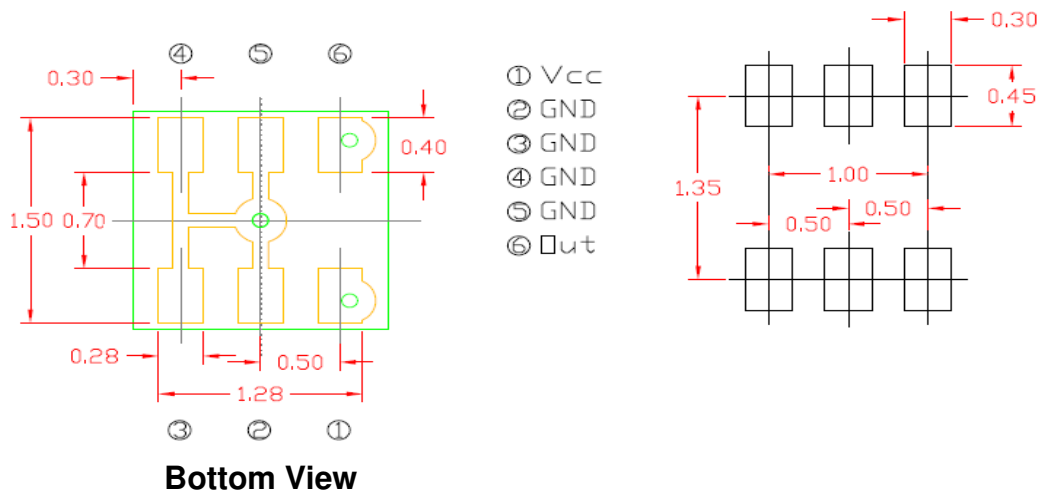 ④ ⑤ ⑥
0.30
0.40
1.50 0.70
0.28
0.50
1.28
③ ② ①
Bottom View
① Vcc
② GND
③ GND
④ GND
⑤ GND
⑥ Out
0.30
0.45
1.35
1.00
0.50 0.50